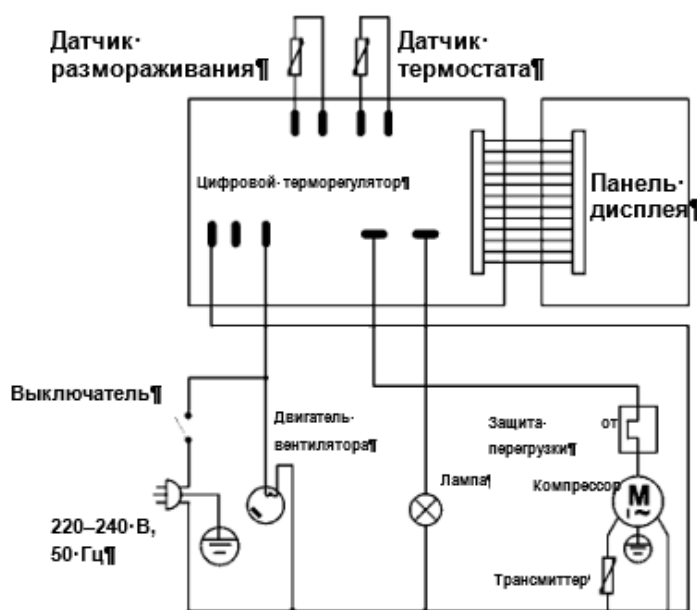 Датчик·
размораживания¶
Датчик·
термостата¶
Цифровой·терморегулятор¶
Панель·
дисплея¶
Выключатель¶
Двигатель·
вентилятора¶
Защита· от
перегрузки¶
Лампа¶
Компрессор
M
1~
220–240·В,
50·Гц¶
Трансмиттер¶